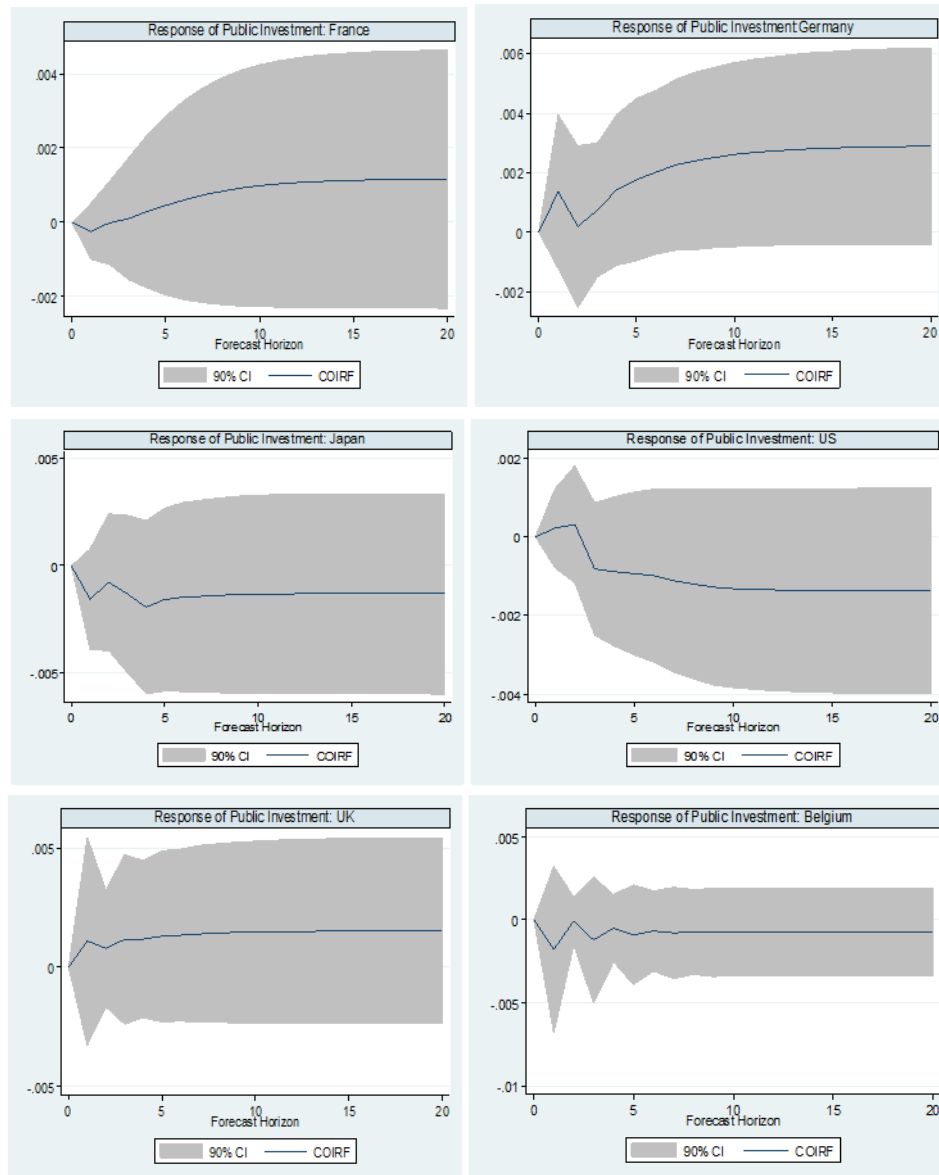 Response of Public Investment: France
.004
.002
0
-.002
0 5 10 15 20
Forecast Horizon
90% CI COIRF
Response of Public Investment:Germany
.006
.004
.002
0
-.002
0 5 10 15 20
Forecast Horizon
90% CI COIRF
Response of Public Investment: Japan
.005
0
-.005
0 5 10 15 20
Forecast Horizon
90% CI COIRF
Response of Public Investment: US
.002
0
-.002
-.004
0 5 10 15 20
Forecast Horizon
90% CI COIRF
Response of Public Investment: UK
.005
0
-.005
0 5 10 15 20
Forecast Horizon
90% CI COIRF
Response of Public Investment: Belgium
.005
0
-.005
-.01
0 5 10 15 20
Forecast Horizon
90% CI COIRF